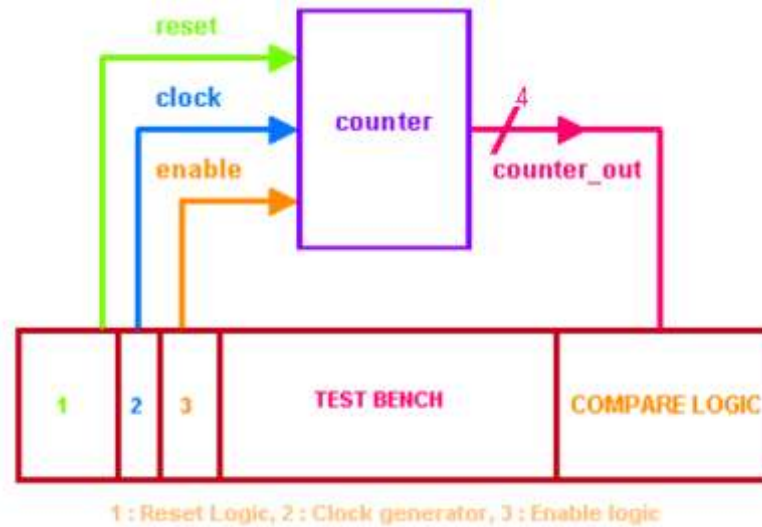 reset
clock
enable
counter
4
counter_out
1
2
3
TEST BENCH
COMPARE LOGIC
1 : Reset Logic, 2 : Clock generator, 3 : Enable logic